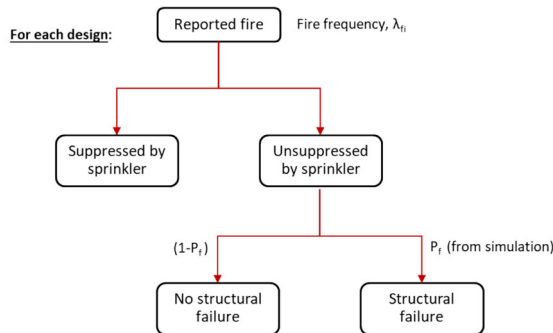 For each design:
Reported fire
Fire frequency, λfi
Suppressed by
sprinkler
Unsuppressed
by sprinkler
(1-Pf)
Pf (from simulation)
No structural
failure
Structural
failure